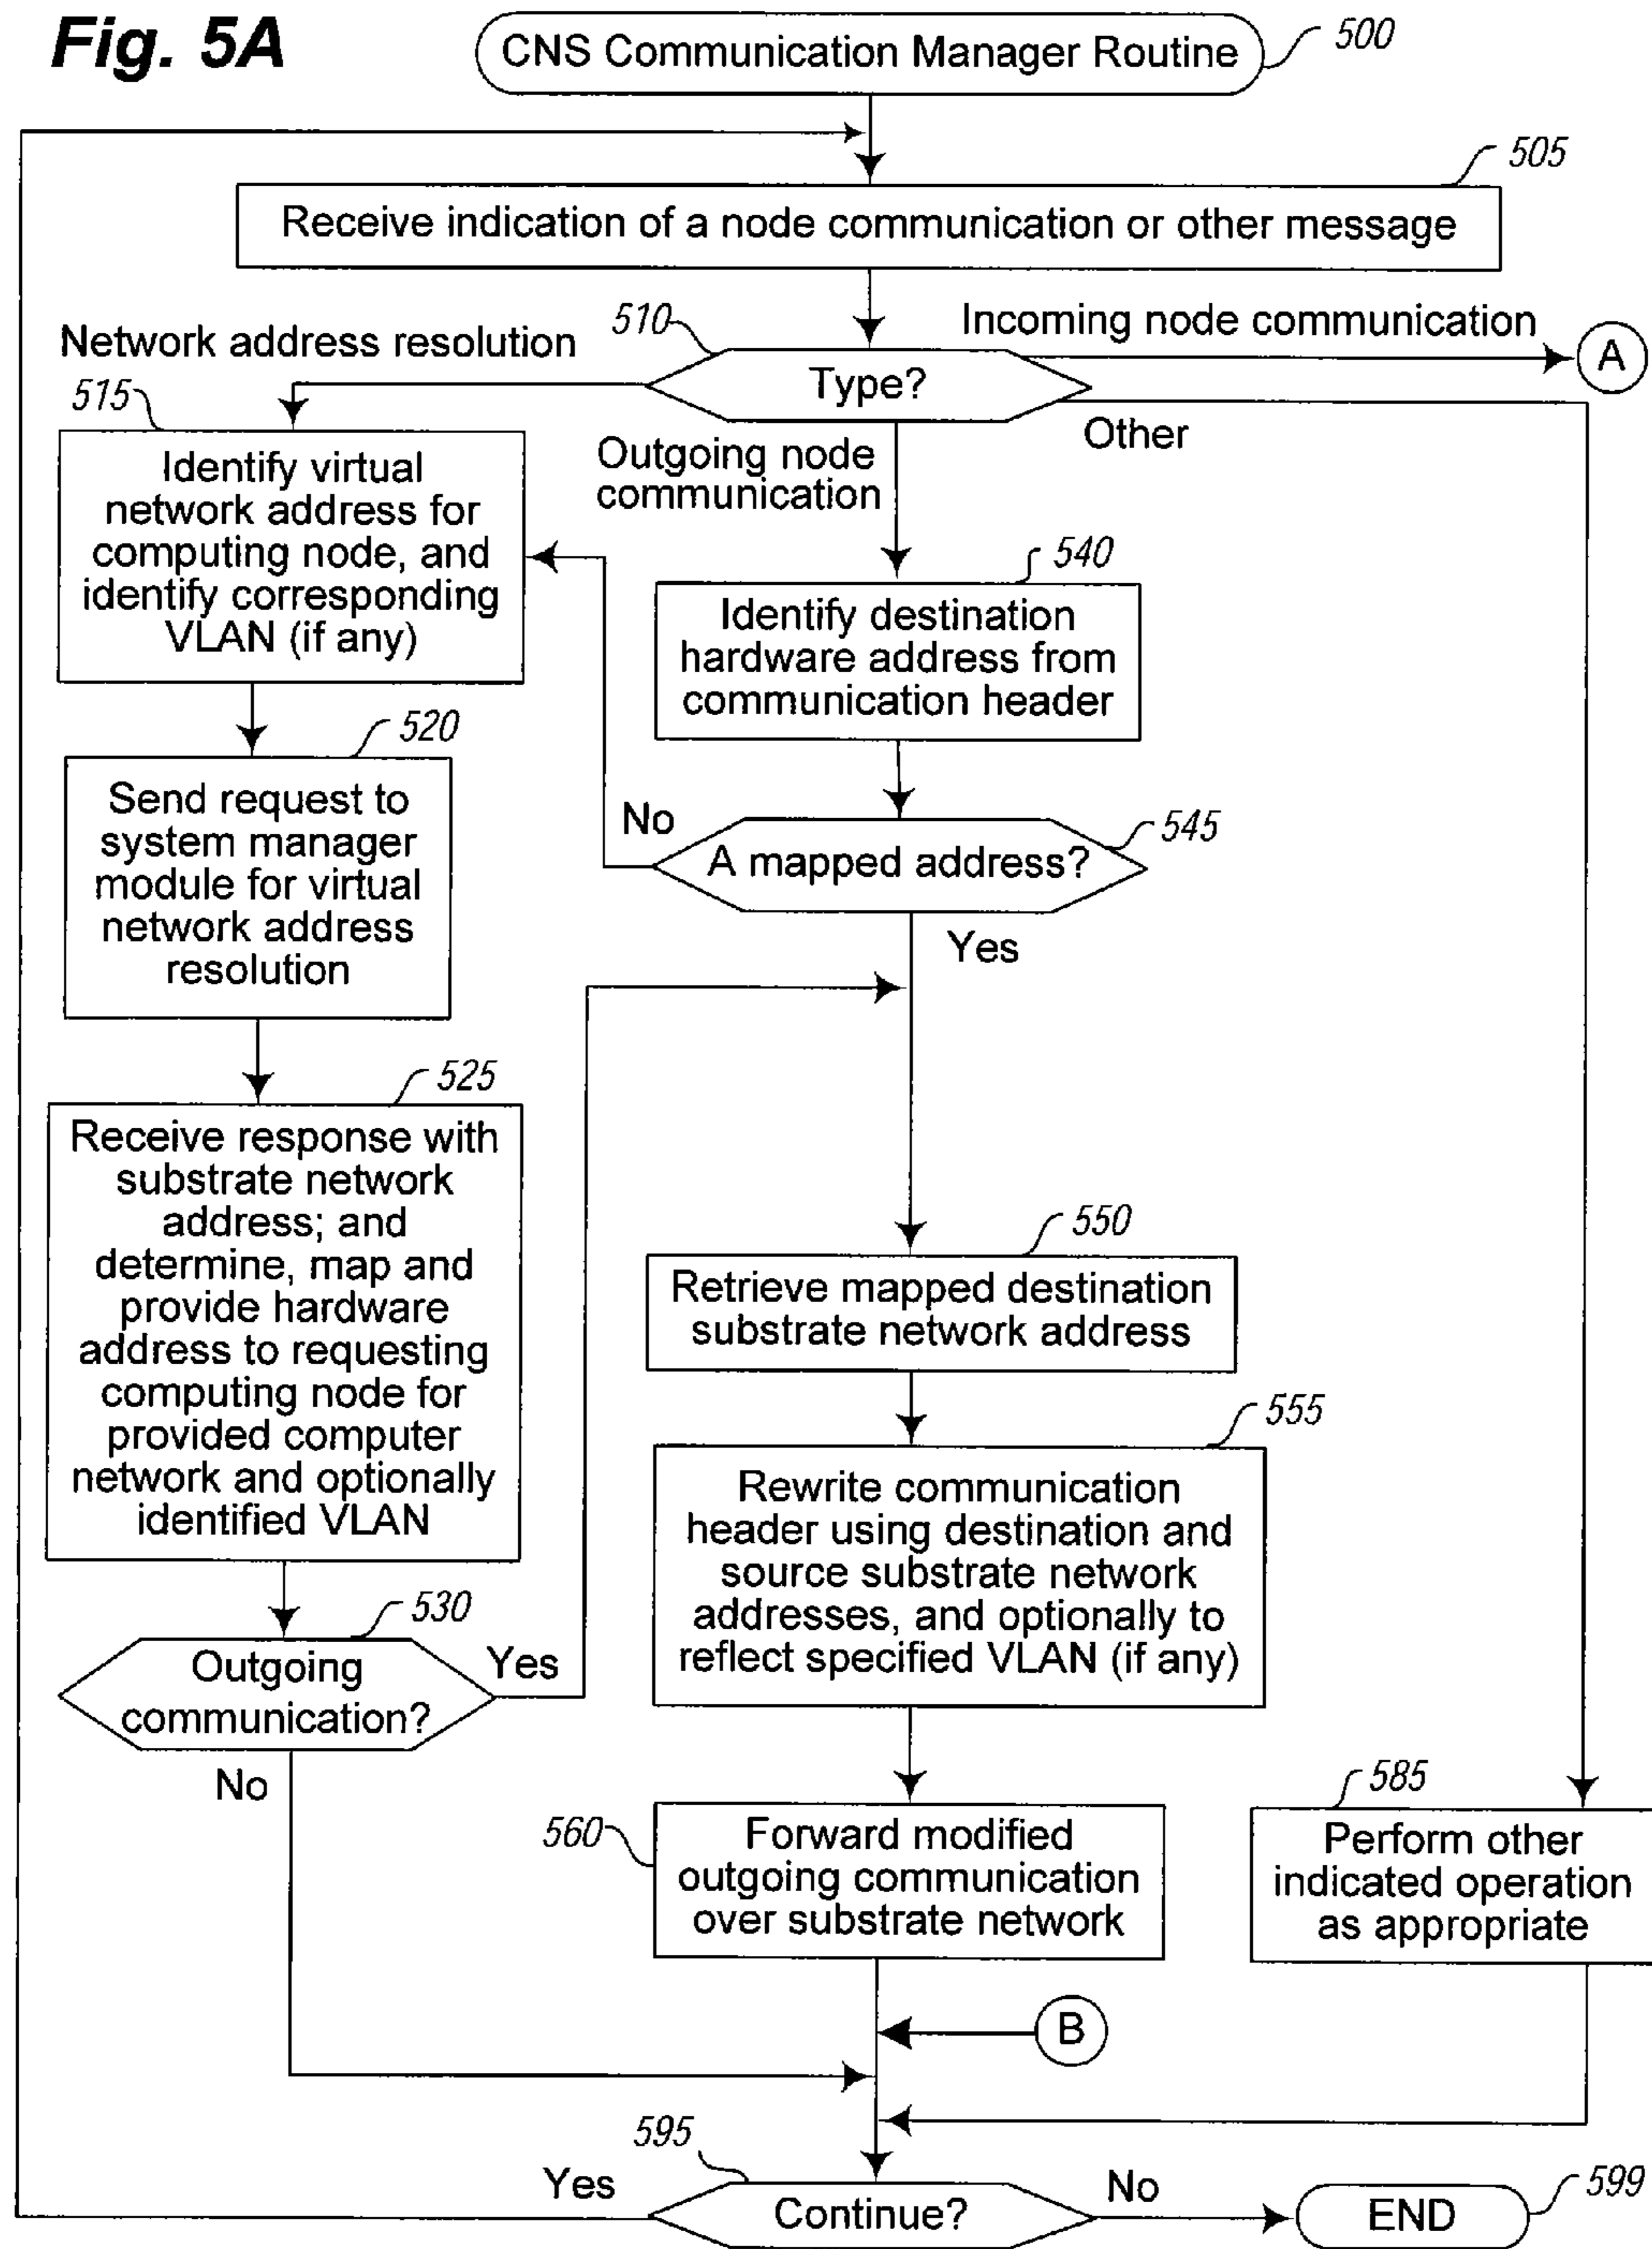 Fig. 5A
CNS Communication Manager Routine
500
505
Receive indication of a node communication or other message
510
Incoming node communication
A
Network address resolution
Type?
Other
515
Identify virtual
network address for
computing node, and
identify corresponding
VLAN (if any)
Outgoing node
communication
540
Identify destination
hardware address from
communication header
520
Send request to
system manager
module for virtual
network address
resolution
No
545
A mapped address?
Yes
525
Receive response with
substrate network
address; and
determine, map and
provide hardware
address to requesting
computing node for
provided computer
network and optionally
identified VLAN
550
Retrieve mapped destination
substrate network address
555
Rewrite communication
header using destination and
source substrate network
addresses, and optionally to
reflect specified VLAN (if any)
530
Outgoing
communication?
Yes
No
560
Forward modified
outgoing communication
over substrate network
585
Perform other
indicated operation
as appropriate
B
595
Yes
Continue?
No
END
599